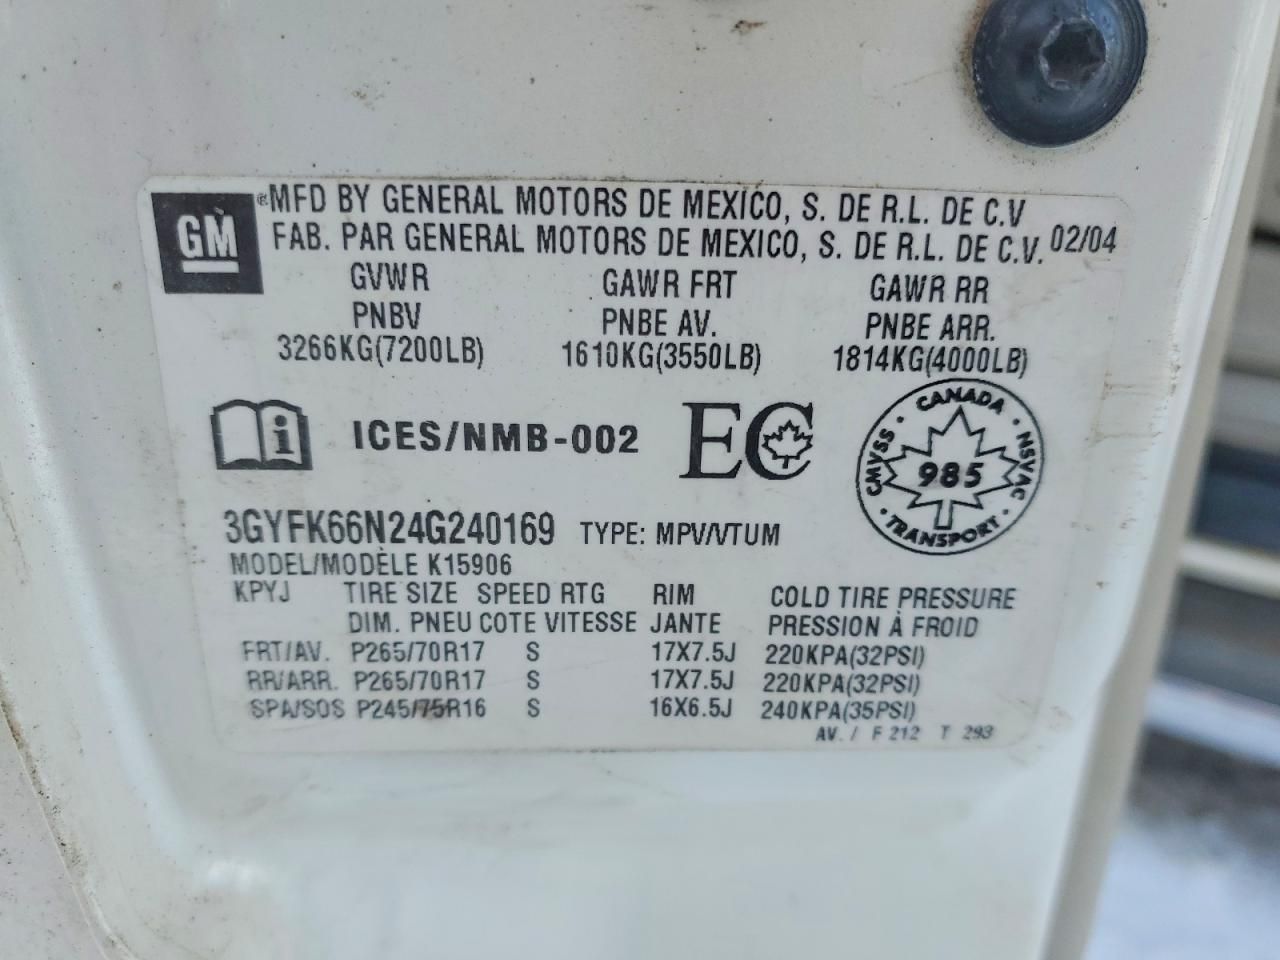 GM
®MFD BY GENERAL MOTORS DE MEXICO, S. DE R.L. DE C.V
FAB. PAR GENERAL MOTORS DE MEXICO, S. DE R.L. DE C.V. 02/04
GVWR GAWR FRT GAWR RR
PNBV PNBE AV. PNBE ARR.
3266KG(7200LB) 1610KG(3550LB) 1814KG(4000LB)
i ICES/NMB-002 EC
CANADA
CMVSS · NSVAC
985
· TRANSPORT ·
3GYFK66N24G240169 TYPE: MPV/VTUM
MODEL/MODÈLE K15906
KPYJ TIRE SIZE SPEED RTG RIM COLD TIRE PRESSURE
DIM. PNEU COTE VITESSE JANTE PRESSION À FROID
FRT/AV. P265/70R17 S 17X7.5J 220KPA(32PSI)
RR/ARR. P265/70R17 S 17X7.5J 220KPA(32PSI)
SPA/SOS P245/75R16 S 16X6.5J 240KPA(35PSI)
AV. / F 212 T 293